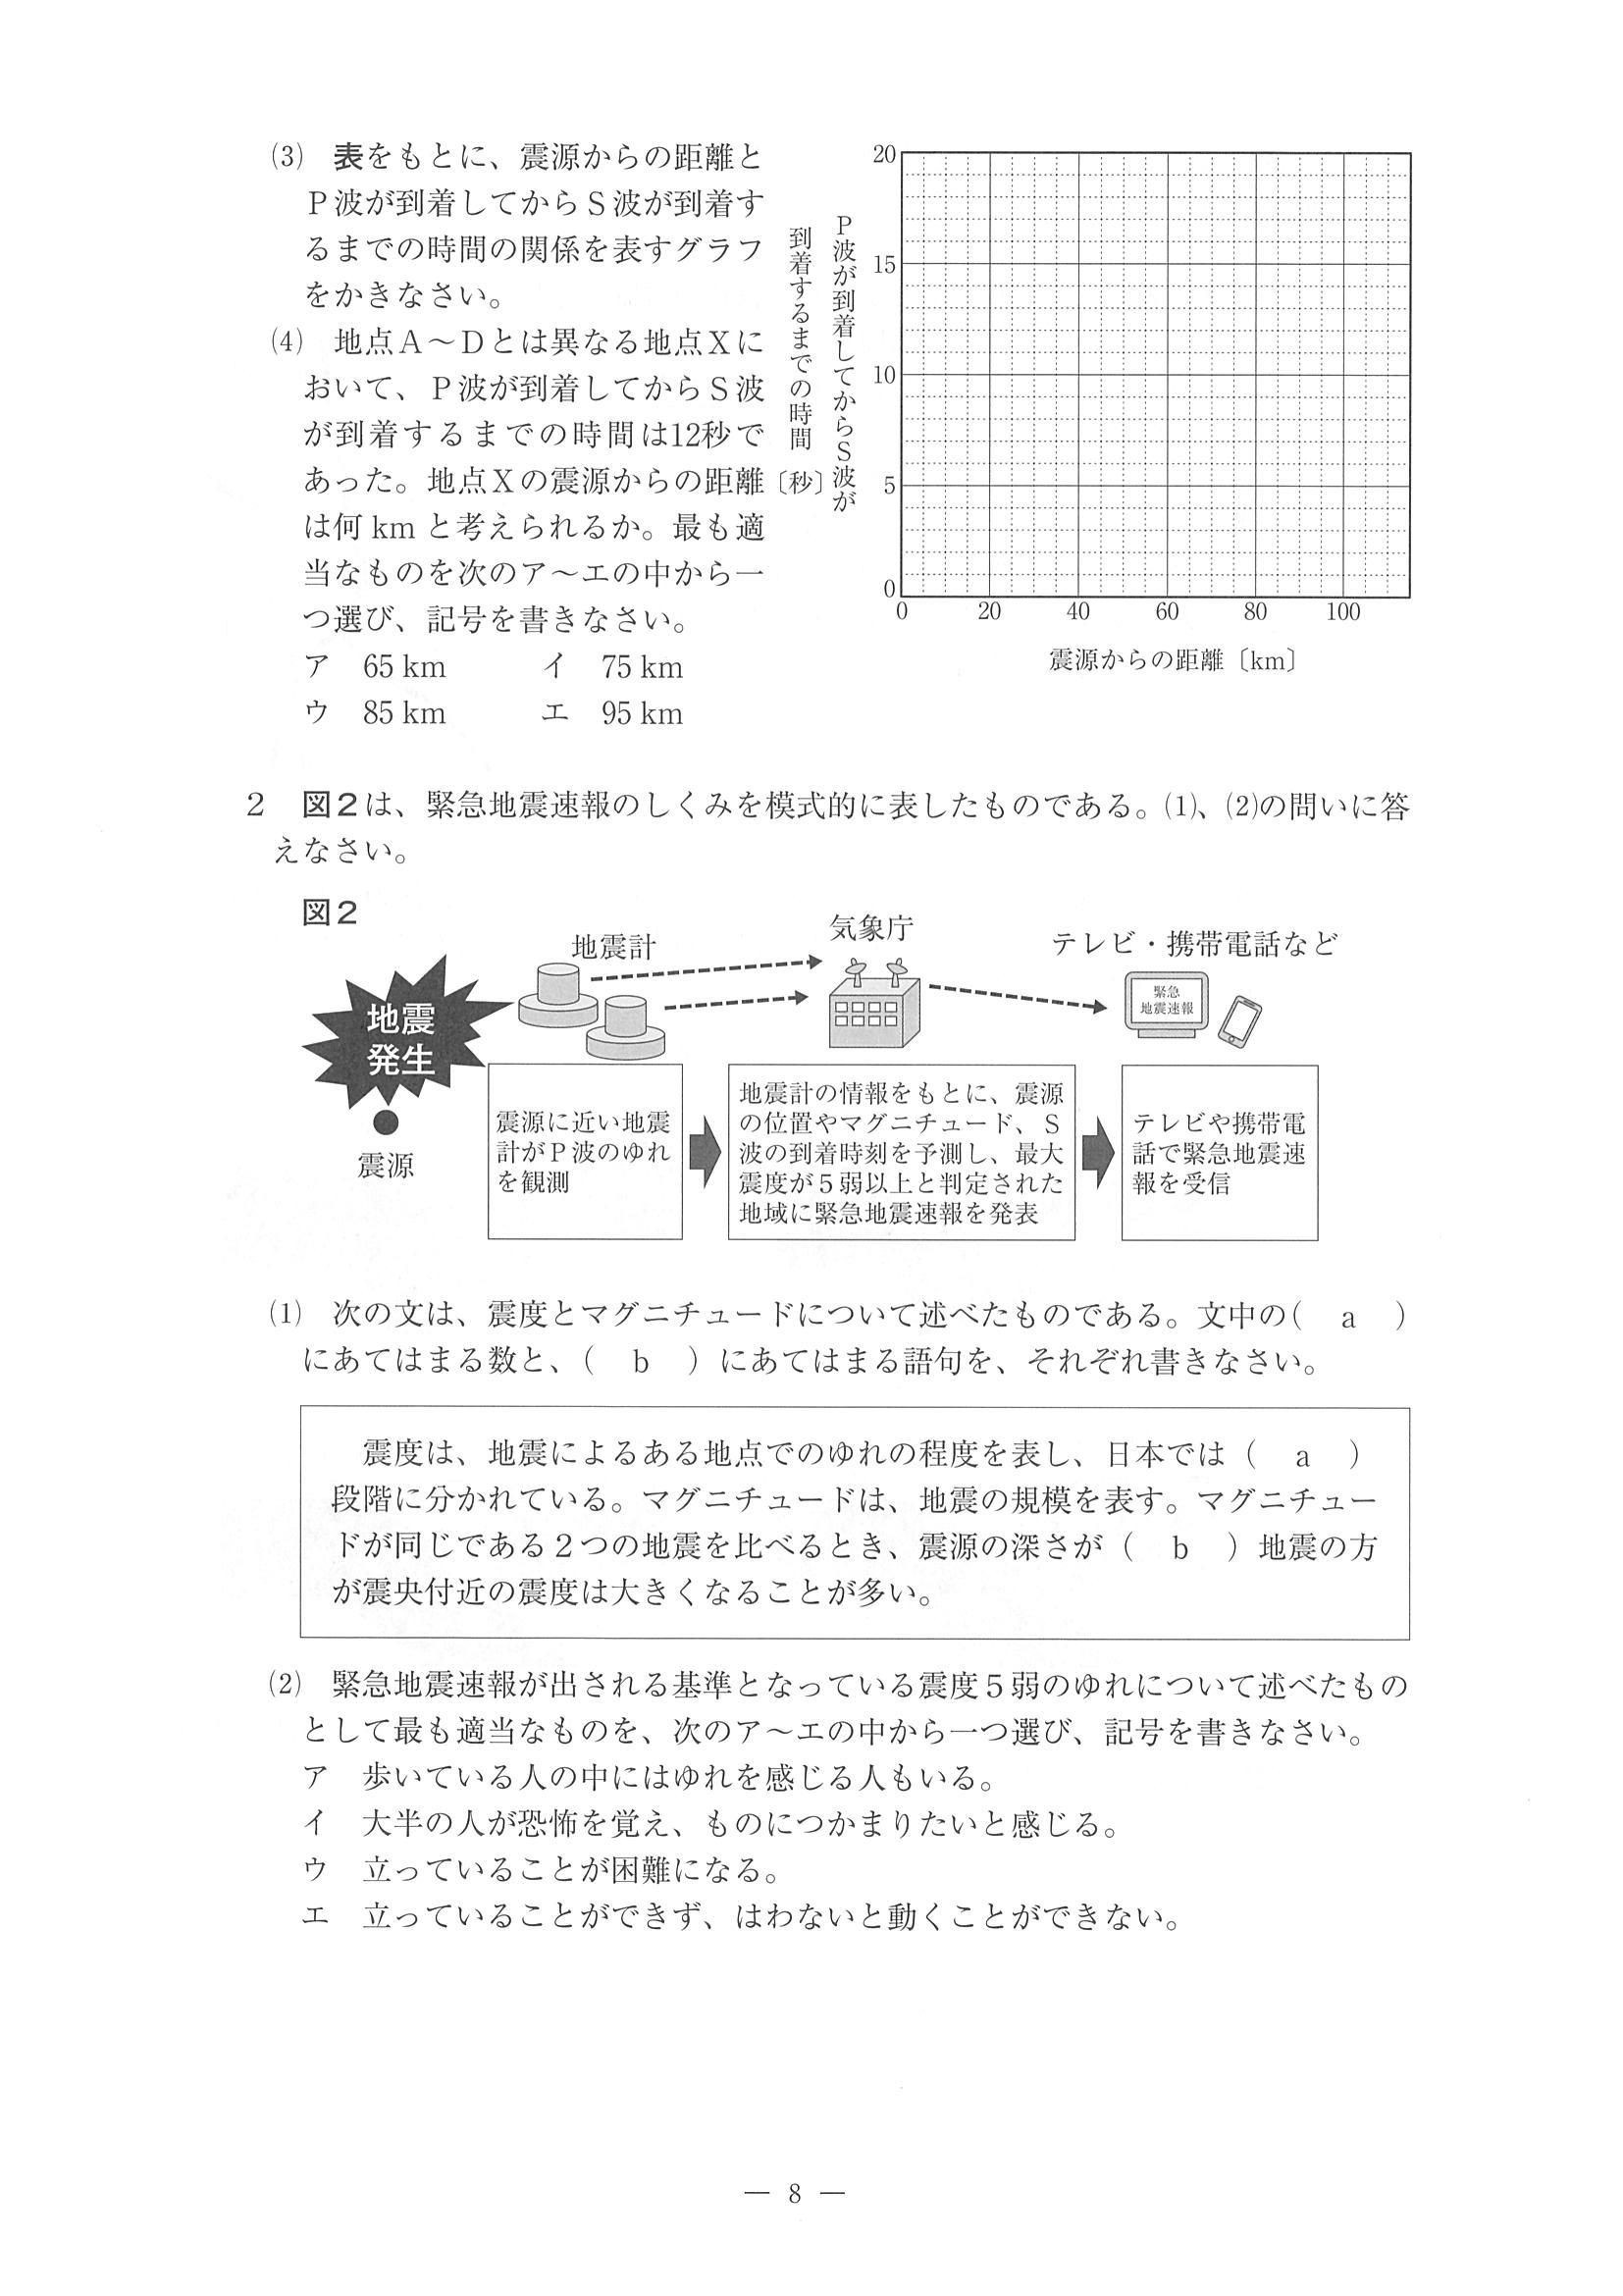 (3)　表をもとに、震源からの距離と
Ｐ波が到着してからＳ波が到着す
るまでの時間の関係を表すグラフ
をかきなさい。
(4)　地点Ａ～Ｄとは異なる地点Ｘに
おいて、Ｐ波が到着してからＳ波
が到着するまでの時間は12秒で
あった。地点Ｘの震源からの距離
は何 km と考えられるか。最も適
当なものを次のア～エの中から一
つ選び、記号を書きなさい。
ア　65 km　　　イ　75 km
ウ　85 km　　　エ　95 km
Ｐ波が到着してからＳ波が
到着するまでの時間〔秒〕
20
15
10
5
0
0 20 40 60 80 100
震源からの距離〔km〕
２　図２は、緊急地震速報のしくみを模式的に表したものである。(1)、(2)の問いに答
えなさい。
図２
地震計
気象庁
テレビ・携帯電話など
緊急
地震速報
地震
発生
震源
震源に近い地震
計がＰ波のゆれ
を観測
地震計の情報をもとに、震源
の位置やマグニチュード、Ｓ
波の到着時刻を予測し、最大
震度が５弱以上と判定された
地域に緊急地震速報を発表
テレビや携帯電
話で緊急地震速
報を受信
(1)　次の文は、震度とマグニチュードについて述べたものである。文中の（　a　）
にあてはまる数と、（　b　）にあてはまる語句を、それぞれ書きなさい。
震度は、地震によるある地点でのゆれの程度を表し、日本では（　a　）
段階に分かれている。マグニチュードは、地震の規模を表す。マグニチュー
ドが同じである２つの地震を比べるとき、震源の深さが（　b　）地震の方
が震央付近の震度は大きくなることが多い。
(2)　緊急地震速報が出される基準となっている震度５弱のゆれについて述べたもの
として最も適当なものを、次のア～エの中から一つ選び、記号を書きなさい。
ア　歩いている人の中にはゆれを感じる人もいる。
イ　大半の人が恐怖を覚え、ものにつかまりたいと感じる。
ウ　立っていることが困難になる。
エ　立っていることができず、はわないと動くことができない。
― 8 ―